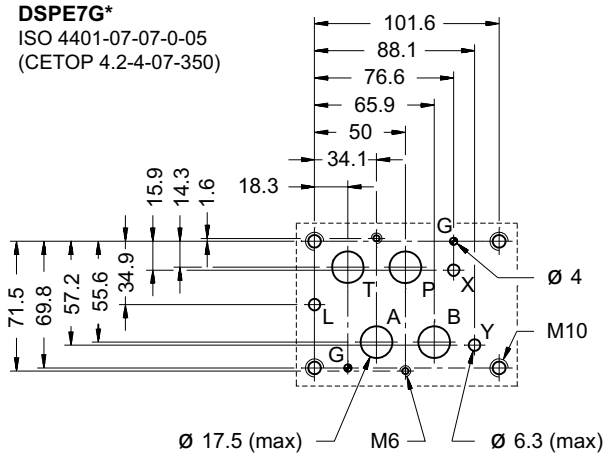 DSPE7G*
ISO 4401-07-07-0-05
(CETOP 4.2-4-07-350)
101.6
88.1
76.6
65.9
50
34.1
18.3
15.9
14.3
1.6
71.5
69.8
57.2
55.6
34.9
G
T
P
X
L
A
B
Y
G
Ø 4
M10
Ø 17.5 (max)
M6
Ø 6.3 (max)